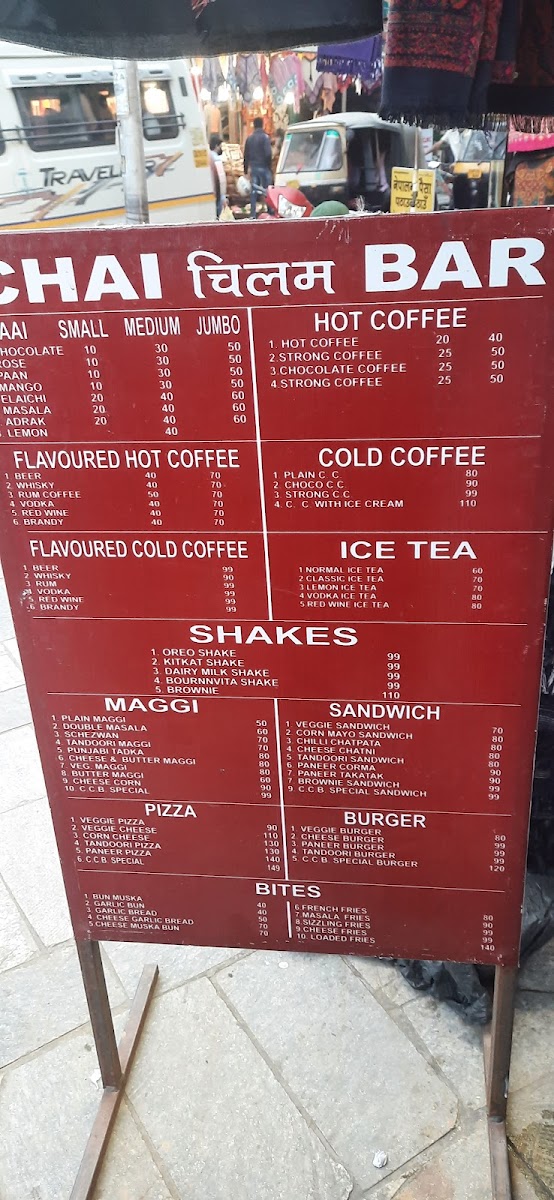 TRAVELLER
पैसा
CHAI चिलम BAR
AAI SMALL MEDIUM JUMBO
HOCOLATE 10 30 50
ROSE 10 30 50
PAAN 10 30 50
MANGO 10 30 50
ELAICHI 20 40 60
MASALA 20 40 60
ADRAK 20 40 60
LEMON 40
HOT COFFEE
1. HOT COFFEE 20 40
2.STRONG COFFEE 25 50
3.CHOCOLATE COFFEE 25 50
4.STRONG COFFEE 25 50
FLAVOURED HOT COFFEE
1. BEER 40 70
2. WHISKY 40 70
3. RUM COFFEE 50 70
4. VODKA 40 70
5. RED WINE 40 70
6. BRANDY 40 70
COLD COFFEE
1. PLAIN C. C. 80
2. CHOCO C.C. 90
3. STRONG C.C 99
4. C. C. WITH ICE CREAM 110
FLAVOURED COLD COFFEE
1. BEER 99
2. WHISKY 90
3. RUM 99
4. VODKA 99
5. RED WINE 99
6. BRANDY 99
ICE TEA
1.NORMAL ICE TEA 60
2.CLASSIC ICE TEA 70
3.LEMON ICE TEA 70
4.VODKA ICE TEA 80
5.RED WINE ICE TEA 80
SHAKES
1. OREO SHAKE 99
2. KITKAT SHAKE 99
3. DAIRY MILK SHAKE 99
4. BOURNNVITA SHAKE 99
5. BROWNIE 110
MAGGI
1. PLAIN MAGGI 50
2. DOUBLE MASALA 60
3. SCHEZWAN 70
4. TANDOORI MAGGI 70
5. PUNJABI TADKA 80
6. CHEESE & BUTTER MAGGI 80
7. VEG. MAGGI 80
8. BUTTER MAGGI 60
9. CHEESE CORN 90
10. C.C.B. SPECIAL 99
SANDWICH
1. VEGGIE SANDWICH 70
2. CORN MAYO SANDWICH 80
3. CHILLI CHATPATA 70
4. CHEESE CHATNI 80
5. TANDOORI SANDWICH 80
6. PANEER CORMA 90
7. PANEER TAKATAK 90
8. BROWNIE SANDWICH 99
9. C.C.B. SPECIAL SANDWICH 99
PIZZA
1. VEGGIE PIZZA 90
2. VEGGIE CHEESE 110
3. CORN CHEESE 130
4. TANDOORI PIZZA 130
5. PANEER PIZZA 140
6. C.C.B. SPECIAL 149
BURGER
1. VEGGIE BURGER 80
2. CHEESE BURGER 99
3. PANEER BURGER 99
4. TANDOORI BURGER 99
5. C.C.B. SPECIAL BURGER 120
BITES
1. BUN MUSKA 40
2. GARLIC BUN 40
3. GARLIC BREAD 50
4. CHEESE GARLIC BREAD 70
5.CHEESE MUSKA BUN 70
6.FRENCH FRIES 80
7.MASALA FRIES 90
8.SIZZLING FRIES 99
9.CHEESE FRIES 99
10. LOADED FRIES 140